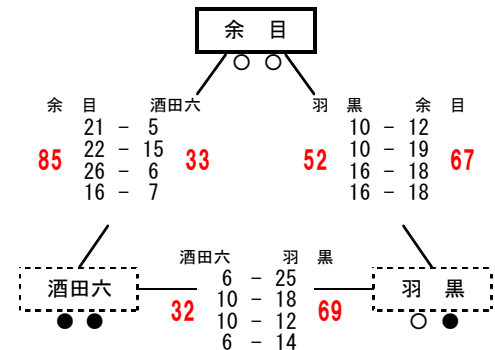 余 目
○ ○
余 目 酒田六
21 - 5
22 - 15
26 - 6
16 - 7
85 33
羽 黒 余 目
10 - 12
10 - 19
16 - 18
16 - 18
52 67
酒田六 羽 黒
6 - 25
10 - 18
10 - 12
6 - 14
32 69
酒田六
● ●
羽 黒
○ ●